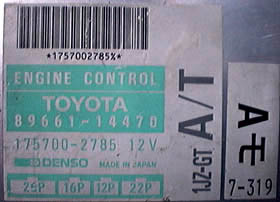 *1757002785%*
ENGINE CONTROL
TOYOTA
89661-14470
175700-2785 12V
DENSO MADE IN JAPAN
26P 16P 12P 22P
1JZ-GT A/T
Aモ
7-319